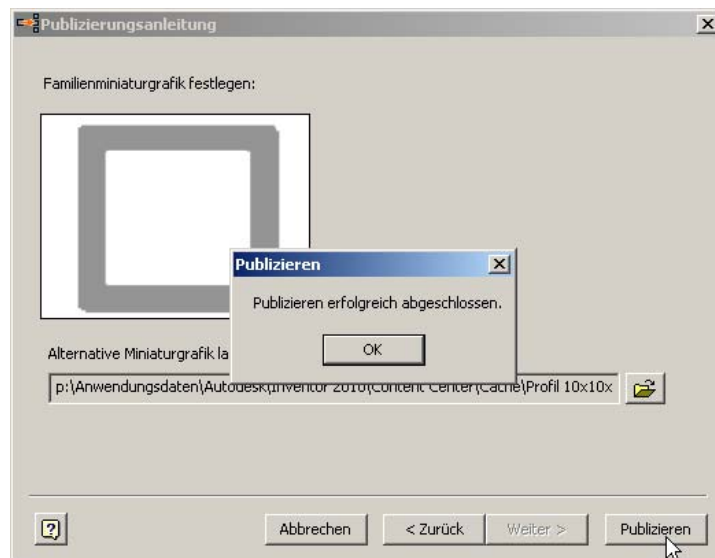 Publizierungsanleitung
Familienminiaturgrafik festlegen:
Publizieren
Publizieren erfolgreich abgeschlossen.
OK
Alternative Miniaturgrafik la
p:\Anwendungsdaten\Autodesk\Inventor 2010\Content Center\Cache\Profil 10x10x
Abbrechen
< Zurück
Weiter >
Publizieren